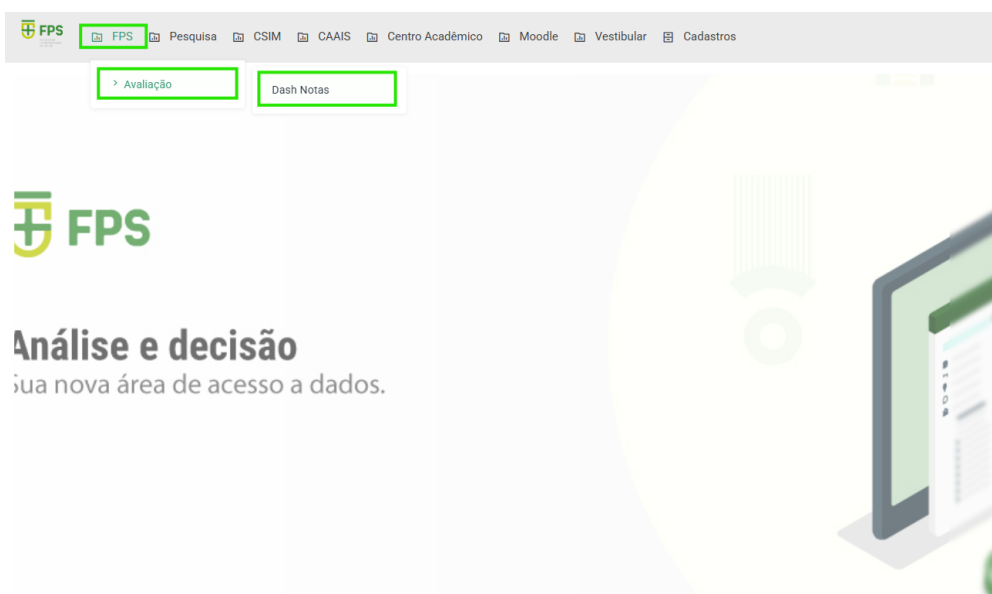 FPS
FPS Pesquisa CSIM CAAIS Centro Acadêmico Moodle Vestibular Cadastros
> Avaliação
Dash Notas
FPS
Análise e decisão
Sua nova área de acesso a dados.